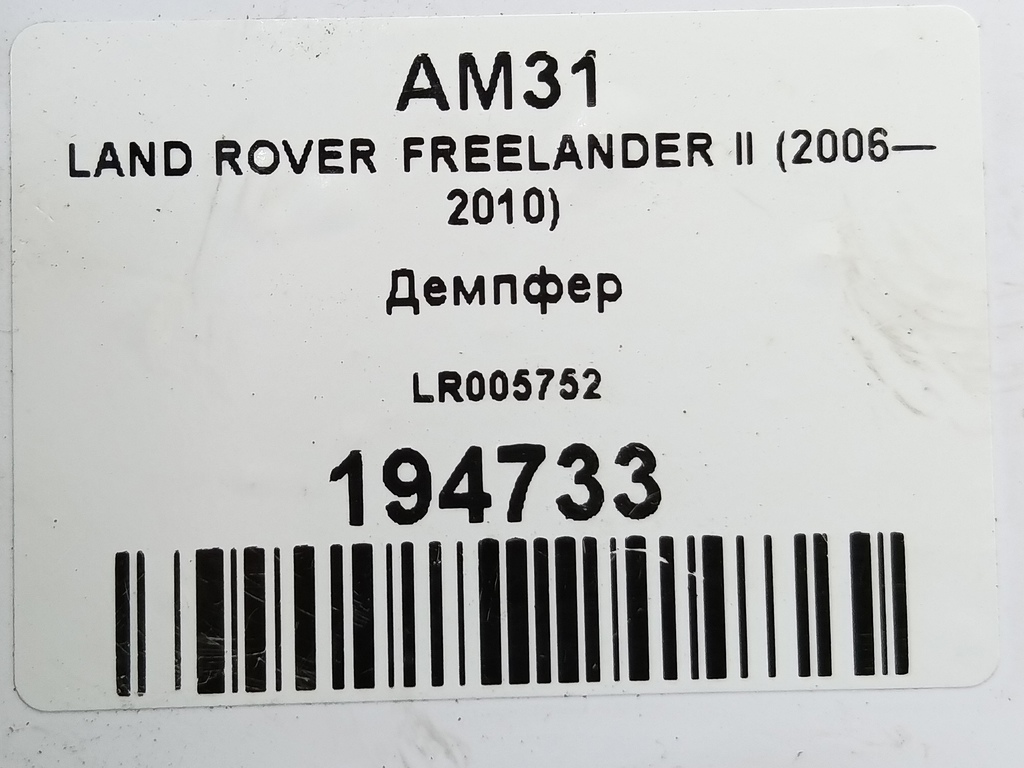 AM31
LAND ROVER FREELANDER II (2006—
2010)
Демпфер
LR005752
194733